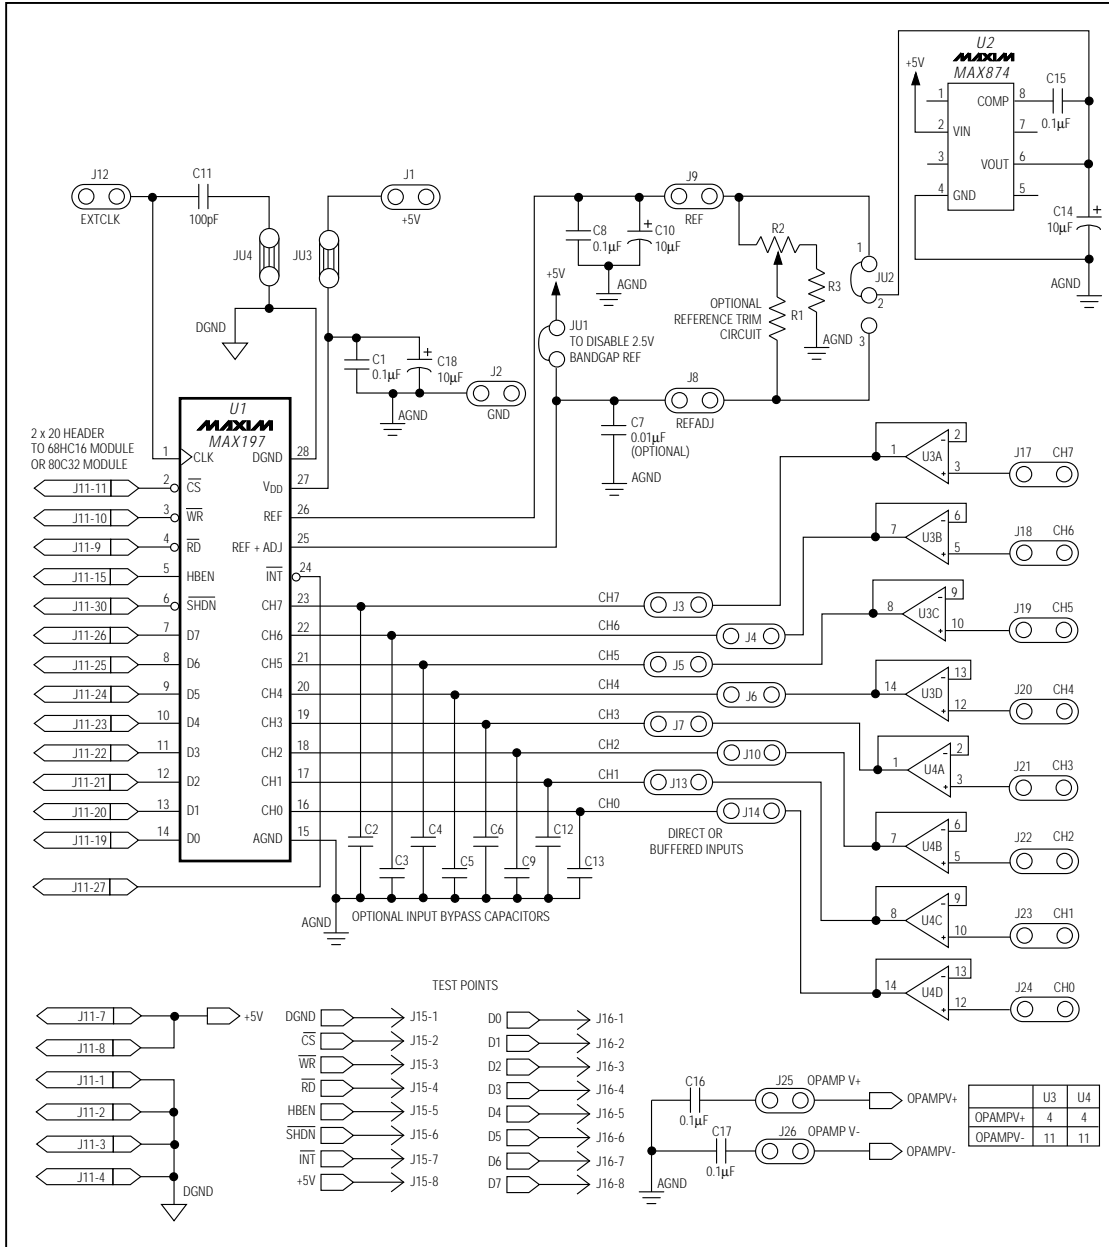 U2
MAXIM
MAX874
+5V
1
COMP
8
C15
0.1µF
2
VIN
7
3
VOUT
6
4
GND
5
C14
10µF
+
AGND
J12
EXTCLK
C11
100pF
J1
+5V
JU4
JU3
DGND
C1
0.1µF
+
C18
10µF
AGND
J2
GND
J9
REF
C8
0.1µF
+
C10
10µF
AGND
+5V
JU1
TO DISABLE 2.5V
BANDGAP REF
R2
R3
R1
OPTIONAL
REFERENCE TRIM
CIRCUIT
AGND
1
JU2
2
3
J8
REFADJ
C7
0.01µF
(OPTIONAL)
AGND
2 x 20 HEADER
TO 68HC16 MODULE
OR 80C32 MODULE
U1
MAXIM
MAX197
1 CLK DGND 28
J11-11 2 CS VDD 27
J11-10 3 WR REF 26
J11-9 4 RD REF + ADJ 25
J11-15 5 HBEN INT 24
J11-30 6 SHDN CH7 23
J11-26 7 D7 CH6 22
J11-25 8 D6 CH5 21
J11-24 9 D5 CH4 20
J11-23 10 D4 CH3 19
J11-22 11 D3 CH2 18
J11-21 12 D2 CH1 17
J11-20 13 D1 CH0 16
J11-19 14 D0 AGND 15
J11-27
CH7 J3
CH6 J4
CH5 J5
CH4 J6
CH3 J7
CH2 J10
CH1 J13
CH0 J14
DIRECT OR
BUFFERED INPUTS
C2
C4
C6
C12
C3
C5
C9
C13
AGND
OPTIONAL INPUT BYPASS CAPACITORS
1 U3A - 2 + 3 J17 CH7
7 U3B - 6 + 5 J18 CH6
8 U3C - 9 + 10 J19 CH5
14 U3D - 13 + 12 J20 CH4
1 U4A - 2 + 3 J21 CH3
7 U4B - 6 + 5 J22 CH2
8 U4C - 9 + 10 J23 CH1
14 U4D - 13 + 12 J24 CH0
J11-7
+5V
J11-8
J11-1
J11-2
J11-3
J11-4
DGND
TEST POINTS
DGND J15-1
CS J15-2
WR J15-3
RD J15-4
HBEN J15-5
SHDN J15-6
INT J15-7
+5V J15-8
D0 J16-1
D1 J16-2
D2 J16-3
D3 J16-4
D4 J16-5
D5 J16-6
D6 J16-7
D7 J16-8
C16
0.1µF
J25 OPAMP V+
OPAMPV+
C17
0.1µF
J26 OPAMP V-
OPAMPV-
AGND
U3 U4
OPAMPV+ 4 4
OPAMPV- 11 11